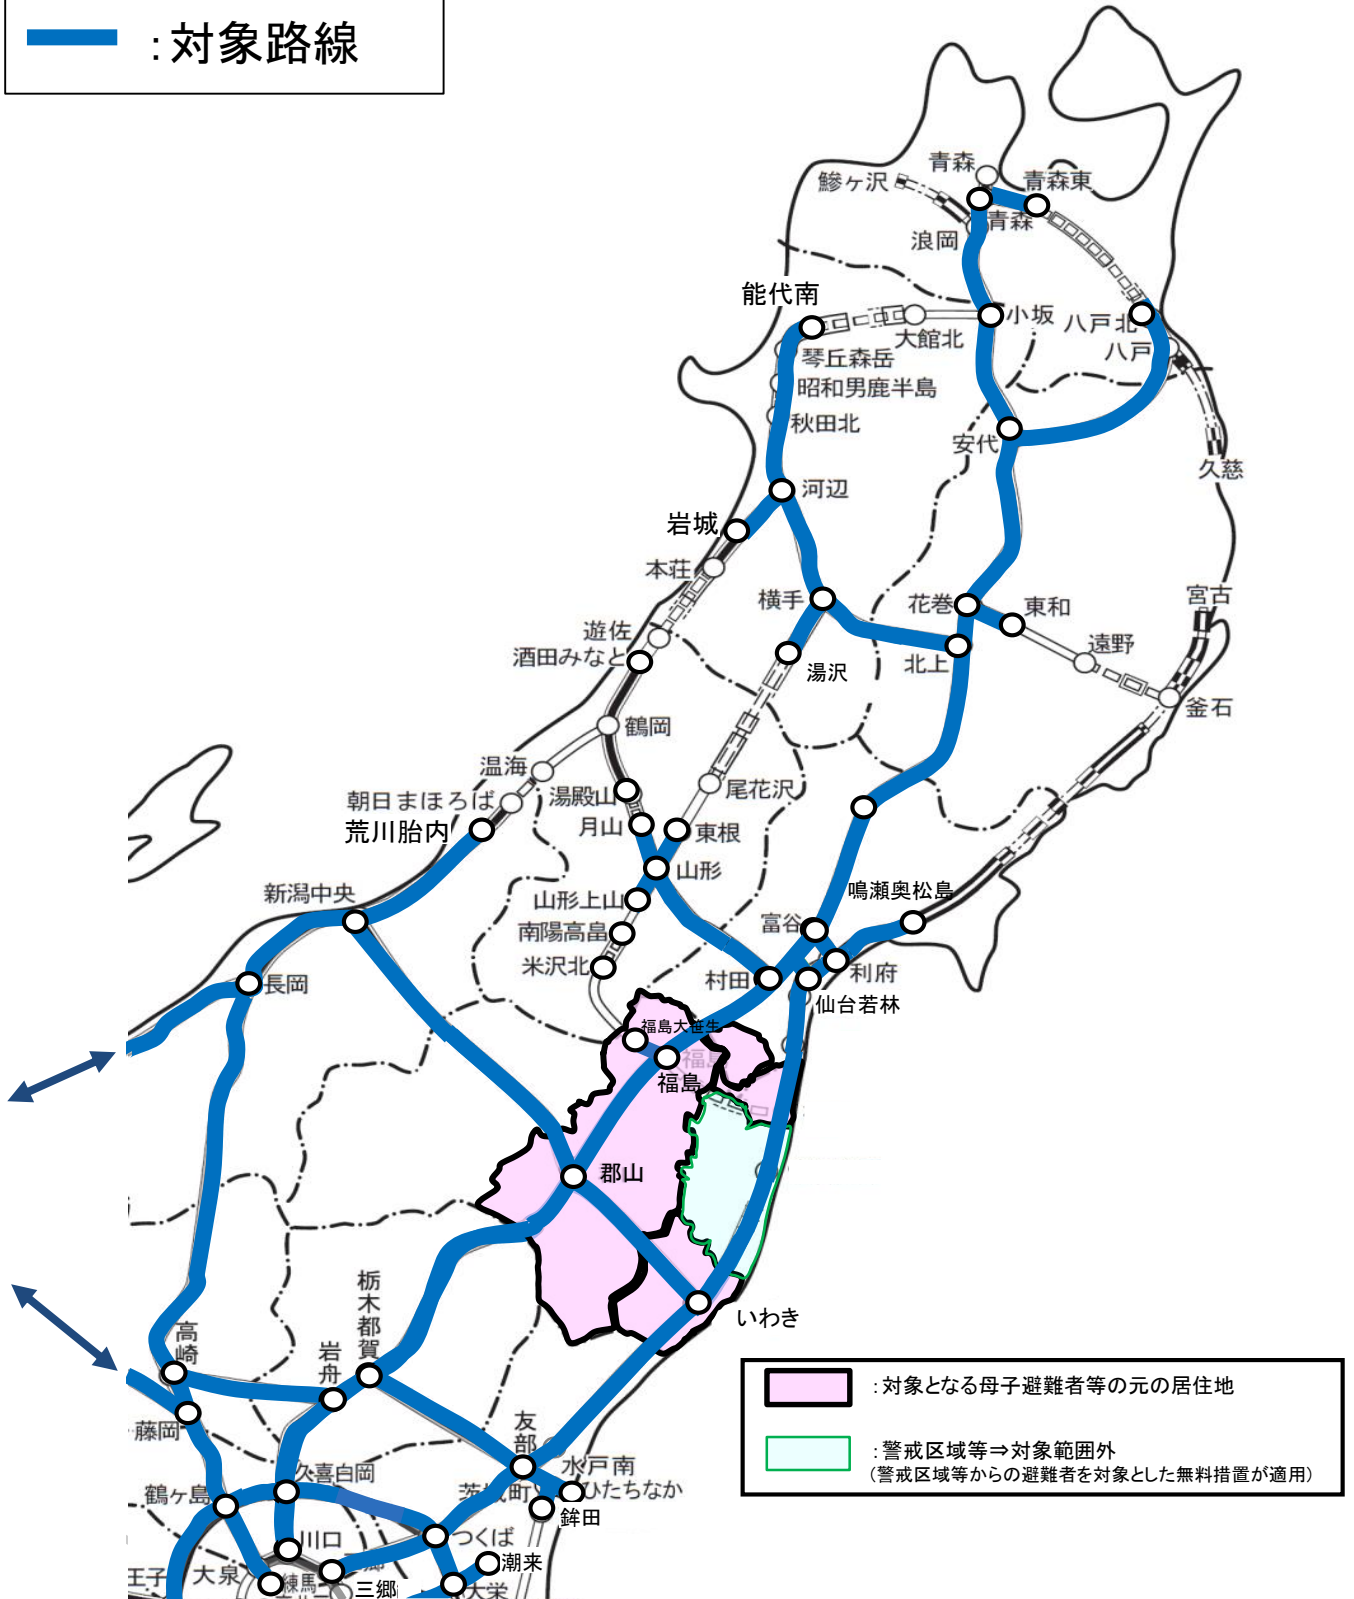 ：対象路線
青森
青森東
鰺ヶ沢
青森
浪岡
能代南
小坂
八戸北
大館北
八戸
琴丘森岳
昭和男鹿半島
秋田北
安代
久慈
河辺
岩城
本荘
横手
花巻
東和
宮古
遊佐
酒田みなと
北上
遠野
湯沢
釜石
鶴岡
温海
湯殿山
尾花沢
朝日まほろば
荒川胎内
月山
東根
山形
新潟中央
山形上山
鳴瀬奥松島
南陽高畠
富谷
米沢北
村田
利府
長岡
仙台若林
福島大笹生
福島
福島
郡山
栃木都賀
いわき
高崎
岩舟
：対象となる母子避難者等の元の居住地
藤岡
友部
：警戒区域等⇒対象範囲外
（警戒区域等からの避難者を対象とした無料措置が適用）
久喜白岡
水戸南
鶴ヶ島
茨城町
ひたちなか
鉾田
川口
つくば
潮来
王子
大泉
練馬
三郷
大栄